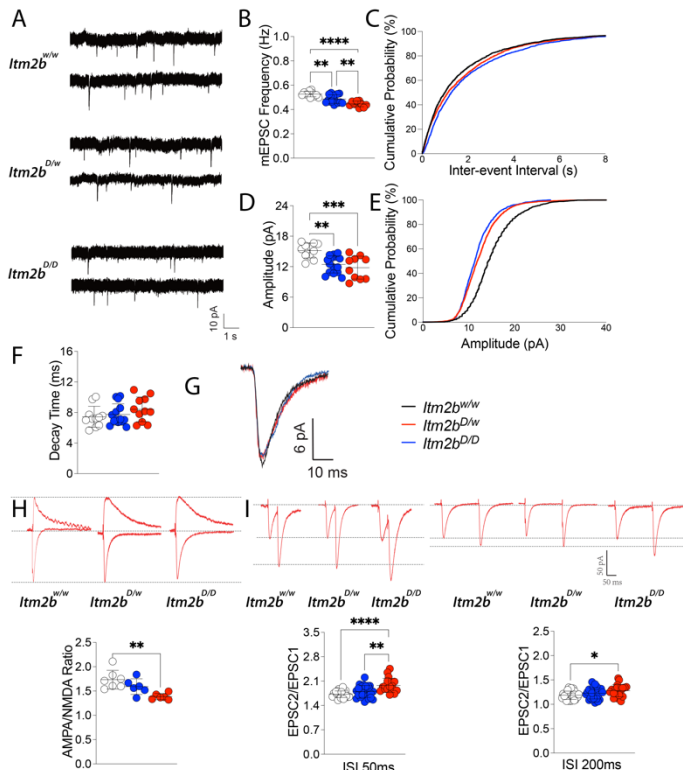 A
Itm2b^w/w
Itm2b^D/w
Itm2b^D/D
10 pA
1 s
B
mEPSC Frequency (Hz)
1.0
0.8
0.6
0.4
0.2
0.0
****
** **
C
Cumulative Probability (%)
100
80
60
40
20
0
0 2 4 6 8
Inter-event Interval (s)
D
Amplitude (pA)
24
18
12
6
0
***
**
E
Cumulative Probability (%)
100
80
60
40
20
0
0 10 20 30 40
Amplitude (pA)
F
Decay Time (ms)
16
12
8
4
0
G
6 pA
10 ms
Itm2b^w/w
Itm2b^D/w
Itm2b^D/D
H
Itm2b^w/w Itm2b^D/w Itm2b^D/D
AMPA/NMDA Ratio
2.5
2.0
1.5
1.0
0.5
0.0
**
I
Itm2b^w/w Itm2b^D/w Itm2b^D/D
50 pA
50 ms
Itm2b^w/w Itm2b^D/w Itm2b^D/D
EPSC2/EPSC1
3.5
2.8
2.1
1.4
0.7
0.0
****
**
ISI 50ms
EPSC2/EPSC1
3.0
2.5
2.0
1.5
1.0
0.5
0.0
*
ISI 200ms